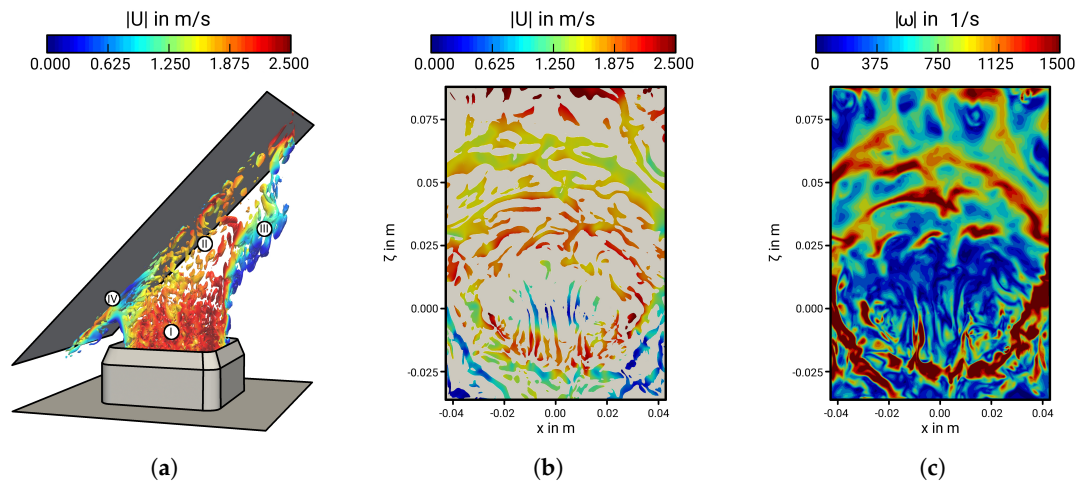 |U| in m/s
0.000 0.625 1.250 1.875 2.500
I
II
III
IV
(a)
|U| in m/s
0.000 0.625 1.250 1.875 2.500
0.075
0.050
0.025
0.000
-0.025
ζ in m
-0.04 -0.02 0.00 0.02 0.04
x in m
(b)
|ω| in 1/s
0 375 750 1125 1500
0.075
0.050
0.025
0.000
-0.025
ζ in m
-0.04 -0.02 0.00 0.02 0.04
x in m
(c)